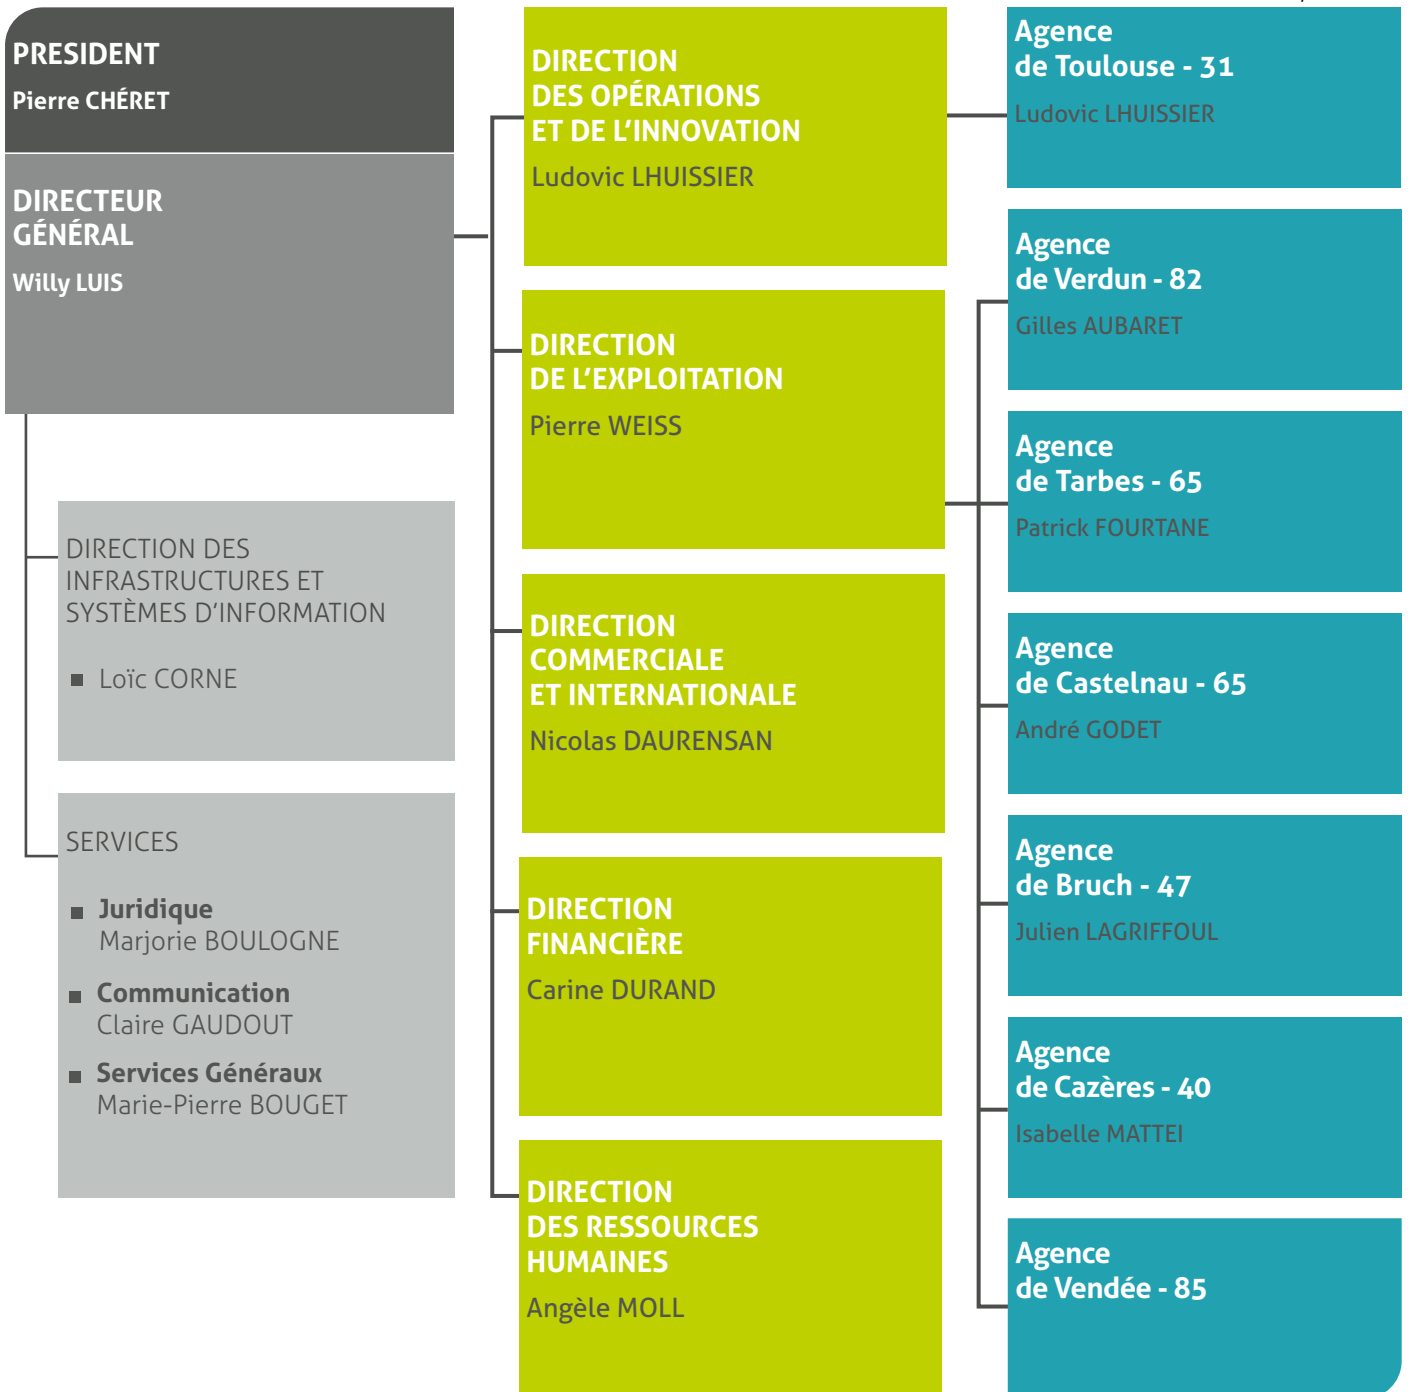 PRESIDENT
Pierre CHÉRET
DIRECTEUR
GÉNÉRAL
Willy LUIS
DIRECTION DES
INFRASTRUCTURES ET
SYSTÈMES D'INFORMATION
Loïc CORNE
SERVICES
Juridique
Marjorie BOULOGNE
Communication
Claire GAUDOUT
Services Généraux
Marie-Pierre BOUGET
DIRECTION
DES OPÉRATIONS
ET DE L'INNOVATION
Ludovic LHUISSIER
DIRECTION
DE L'EXPLOITATION
Pierre WEISS
DIRECTION
COMMERCIALE
ET INTERNATIONALE
Nicolas DAURENSAN
DIRECTION
FINANCIÈRE
Carine DURAND
DIRECTION
DES RESSOURCES
HUMAINES
Angèle MOLL
Agence
de Toulouse - 31
Ludovic LHUISSIER
Agence
de Verdun - 82
Gilles AUBARET
Agence
de Tarbes - 65
Patrick FOURTANE
Agence
de Castelnau - 65
André GODET
Agence
de Bruch - 47
Julien LAGRIFFOUL
Agence
de Cazères - 40
Isabelle MATTEI
Agence
de Vendée - 85